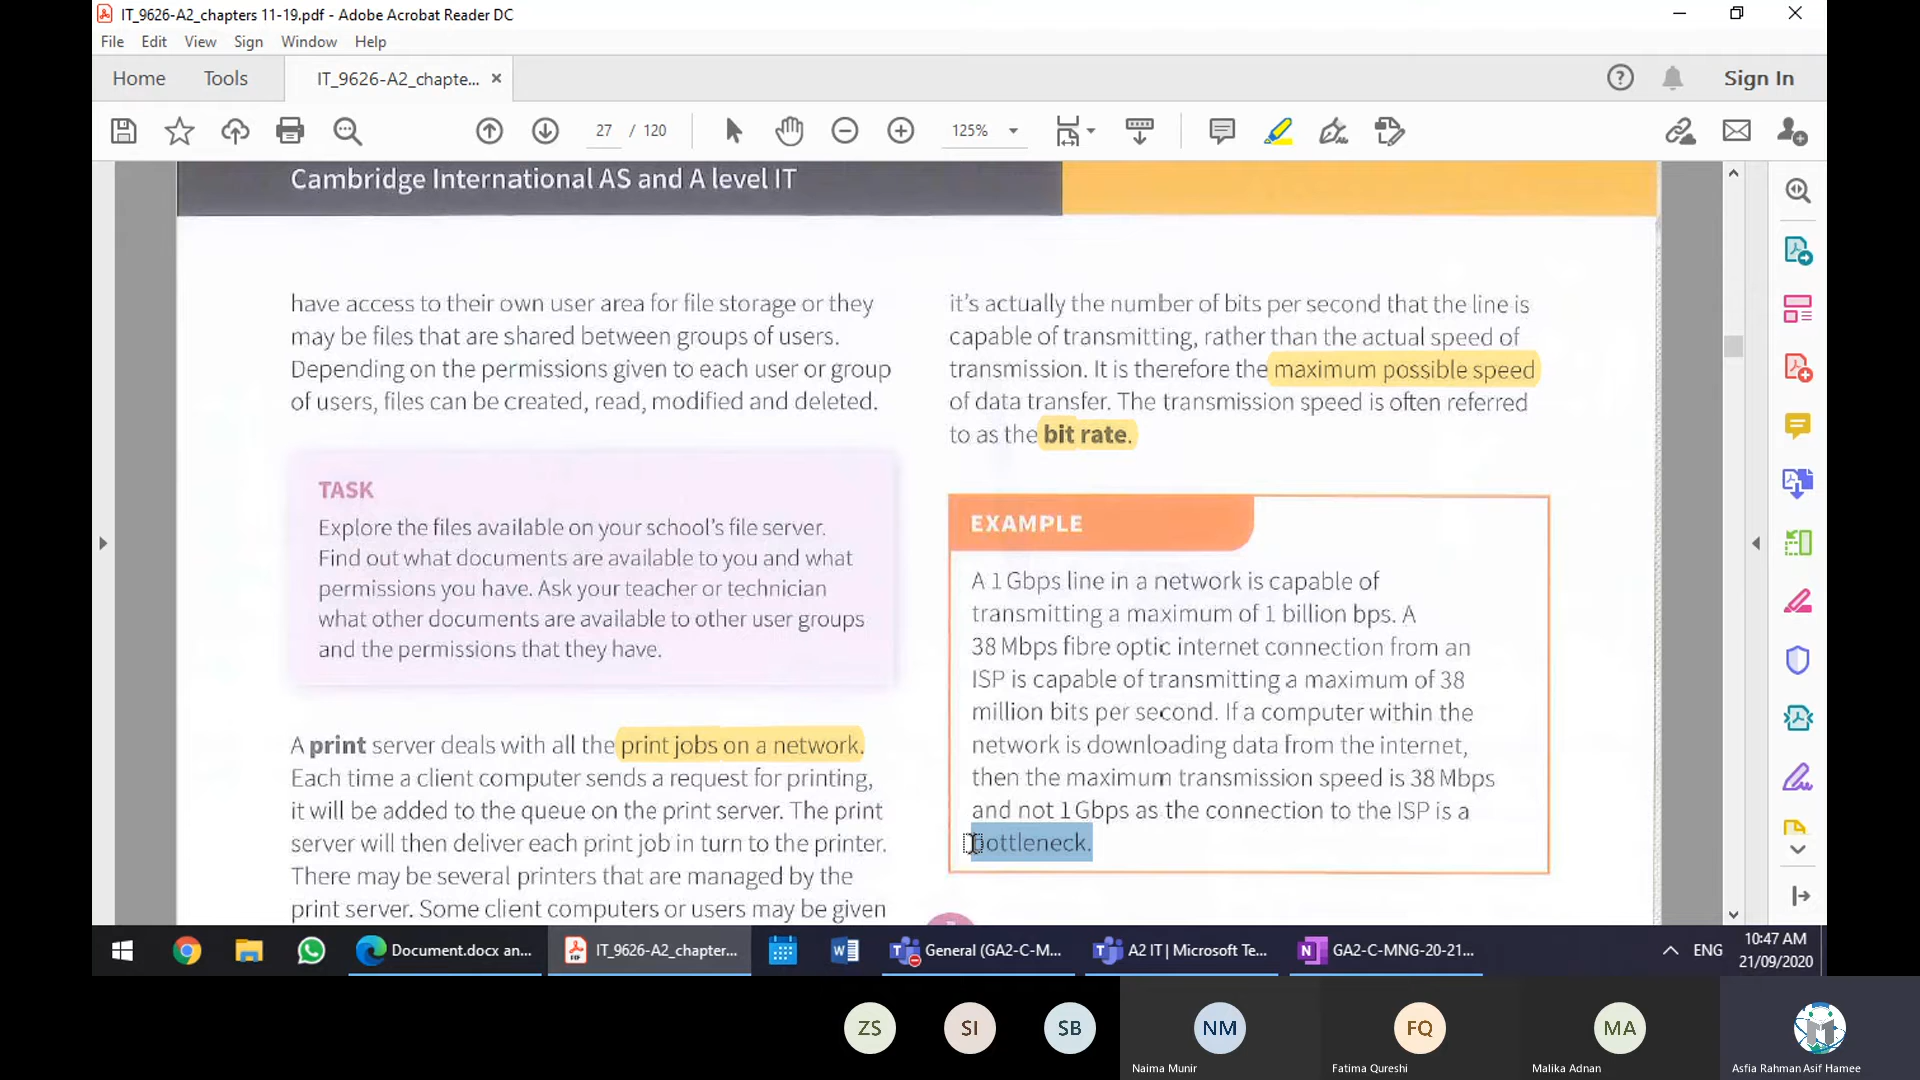 IT_9626-A2_chapters 11-19.pdf - Adobe Acrobat Reader DC
File Edit View Sign Window Help
Home Tools IT_9626-A2_chapte... × Sign In
27 / 120 125%
Cambridge International AS and A level IT
have access to their own user area for file storage or they
may be files that are shared between groups of users.
Depending on the permissions given to each user or group
of users, files can be created, read, modified and deleted.
TASK
Explore the files available on your school's file server.
Find out what documents are available to you and what
permissions you have. Ask your teacher or technician
what other documents are available to other user groups
and the permissions that they have.
A print server deals with all the print jobs on a network.
Each time a client computer sends a request for printing,
it will be added to the queue on the print server. The print
server will then deliver each print job in turn to the printer.
There may be several printers that are managed by the
print server. Some client computers or users may be given
it's actually the number of bits per second that the line is
capable of transmitting, rather than the actual speed of
transmission. It is therefore the maximum possible speed
of data transfer. The transmission speed is often referred
to as the bit rate.
EXAMPLE
A 1 Gbps line in a network is capable of
transmitting a maximum of 1 billion bps. A
38 Mbps fibre optic internet connection from an
ISP is capable of transmitting a maximum of 38
million bits per second. If a computer within the
network is downloading data from the internet,
then the maximum transmission speed is 38 Mbps
and not 1 Gbps as the connection to the ISP is a
bottleneck.
Document.docx an... IT_9626-A2_chapter... General (GA2-C-M... A2 IT | Microsoft Te... GA2-C-MNG-20-21... ENG
10:47 AM
21/09/2020
ZS SI SB NM FQ MA
Naima Munir Fatima Qureshi Malika Adnan Asfia Rahman Asif Hamee